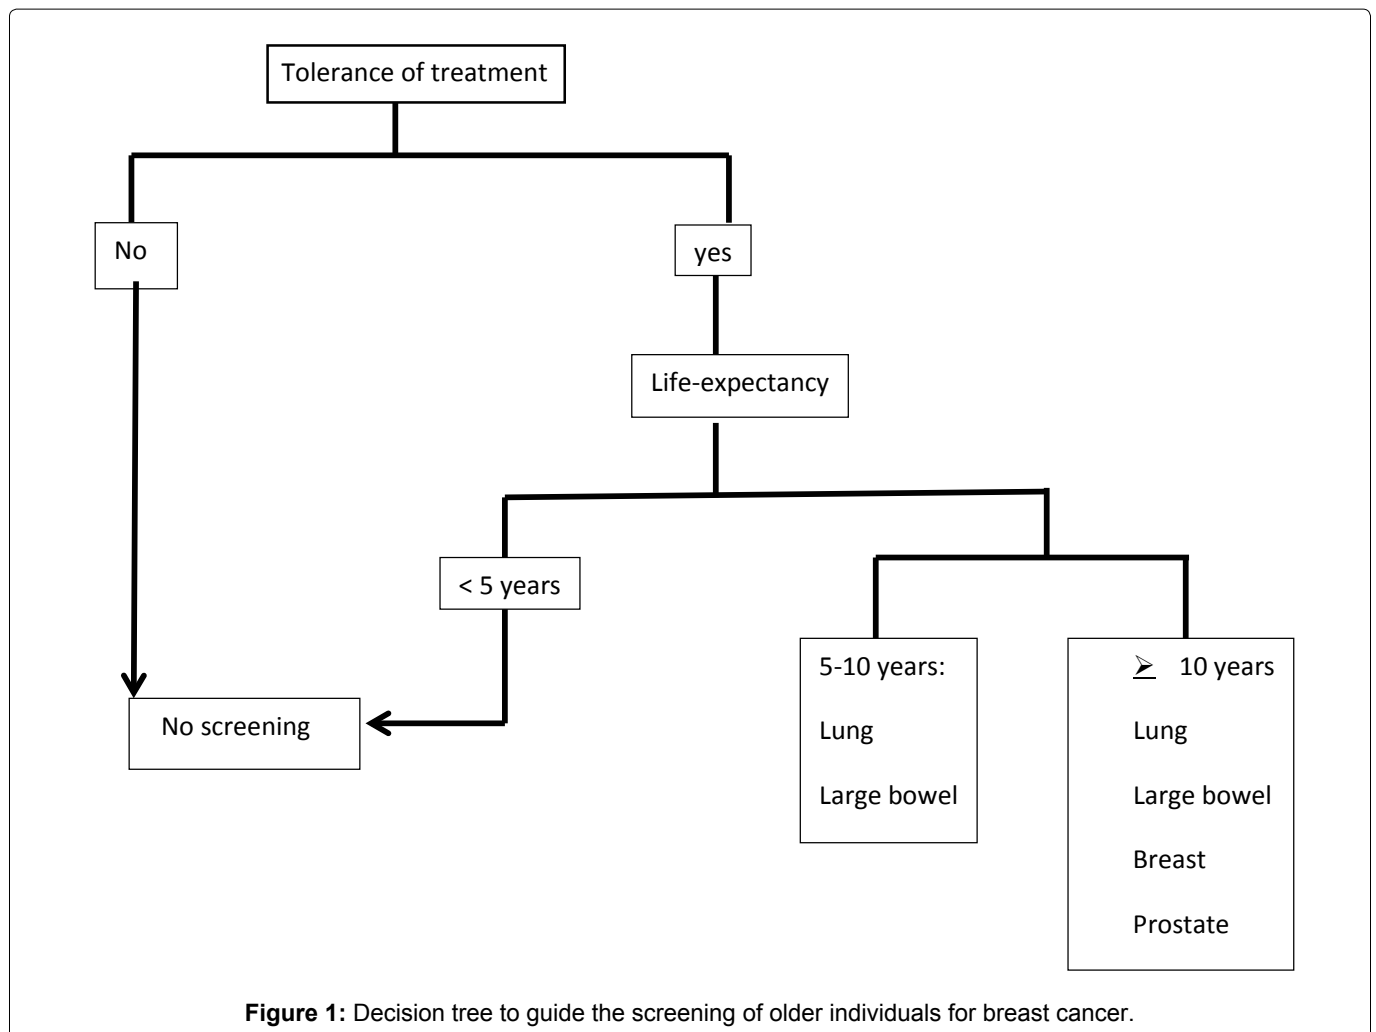 Tolerance of treatment
No
yes
Life-expectancy
< 5 years
No screening
5-10 years:
Lung
Large bowel
➢ 10 years
Lung
Large bowel
Breast
Prostate
Figure 1: Decision tree to guide the screening of older individuals for breast cancer.